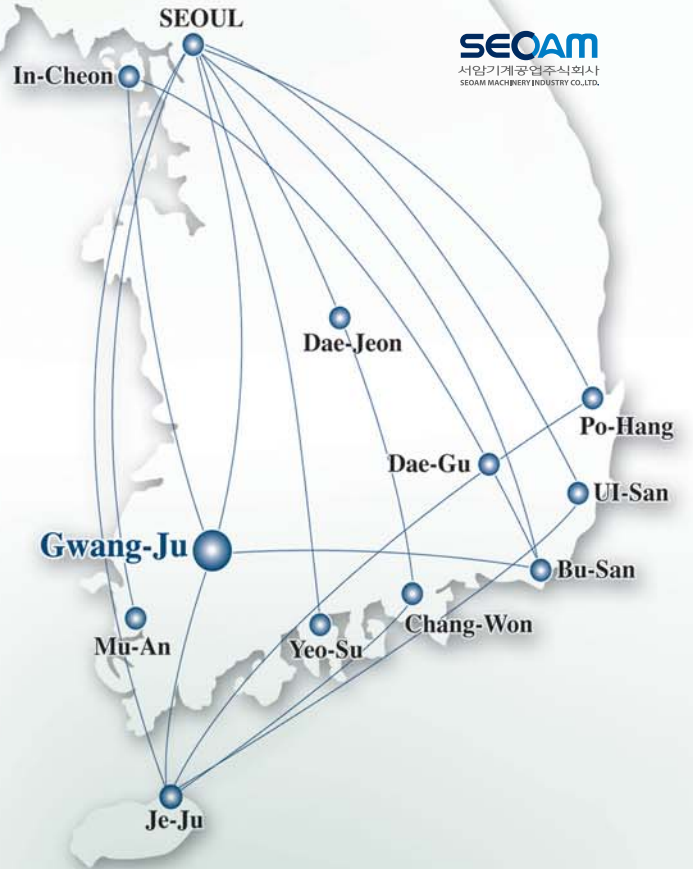 SEOUL
SEOAM
서암기계공업주식회사
SEOAM MACHINERY INDUSTRY CO.,LTD.
In-Cheon
Dae-Jeon
Po-Hang
Dae-Gu
UI-San
Gwang-Ju
Bu-San
Chang-Won
Mu-An
Yeo-Su
Je-Ju